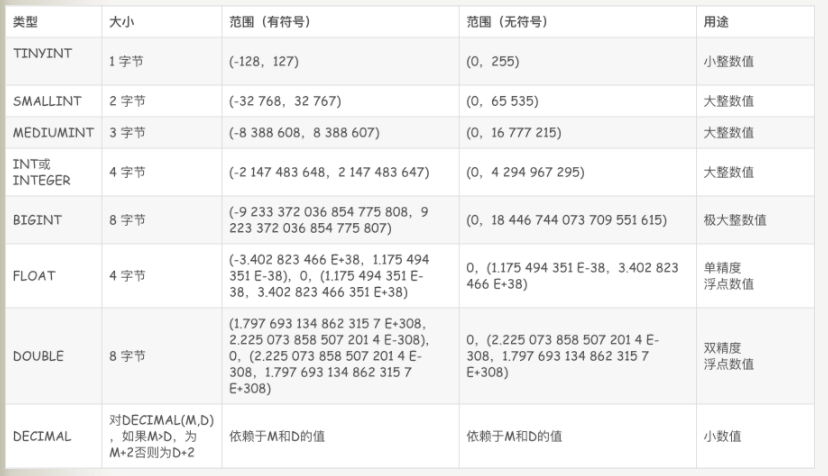 类型 大小 范围（有符号） 范围（无符号） 用途
TINYINT 1 字节 (-128，127) (0，255) 小整数值
SMALLINT 2 字节 (-32 768，32 767) (0，65 535) 大整数值
MEDIUMINT 3 字节 (-8 388 608，8 388 607) (0，16 777 215) 大整数值
INT或
INTEGER 4 字节 (-2 147 483 648，2 147 483 647) (0，4 294 967 295) 大整数值
BIGINT 8 字节 (-9 233 372 036 854 775 808，9
223 372 036 854 775 807) (0，18 446 744 073 709 551 615) 极大整数值
FLOAT 4 字节 (-3.402 823 466 E+38，1.175 494
351 E-38)，0，(1.175 494 351 E-
38，3.402 823 466 351 E+38) 0，(1.175 494 351 E-38，3.402 823
466 E+38) 单精度
浮点数值
DOUBLE 8 字节 (1.797 693 134 862 315 7 E+308，
2.225 073 858 507 201 4 E-308)，
0，(2.225 073 858 507 201 4 E-
308，1.797 693 134 862 315 7
E+308) 0，(2.225 073 858 507 201 4 E-
308，1.797 693 134 862 315 7
E+308) 双精度
浮点数值
DECIMAL 对DECIMAL(M,D)
，如果M>D，为
M+2否则为D+2 依赖于M和D的值 依赖于M和D的值 小数值